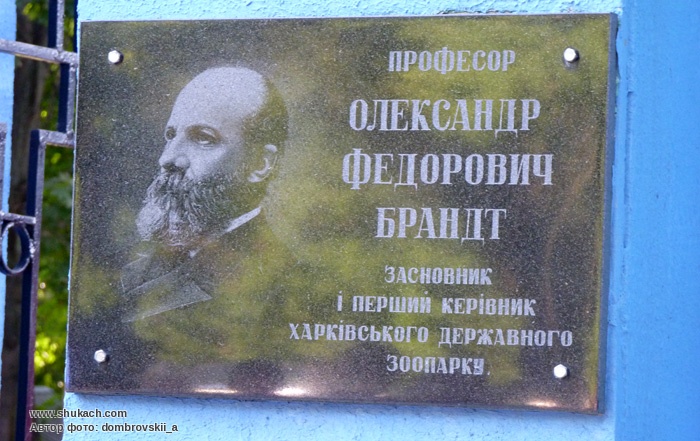 ПРОФЕСОР
ОЛЕКСАНДР
ФЕДОРОВИЧ
БРАНДТ
ЗАСНОВНИК
І ПЕРШИЙ КЕРІВНИК
ХАРКІВСЬКОГО ДЕРЖАВНОГО
ЗООПАРКУ
www.shukach.com
Автор фото: dombrovskii_a